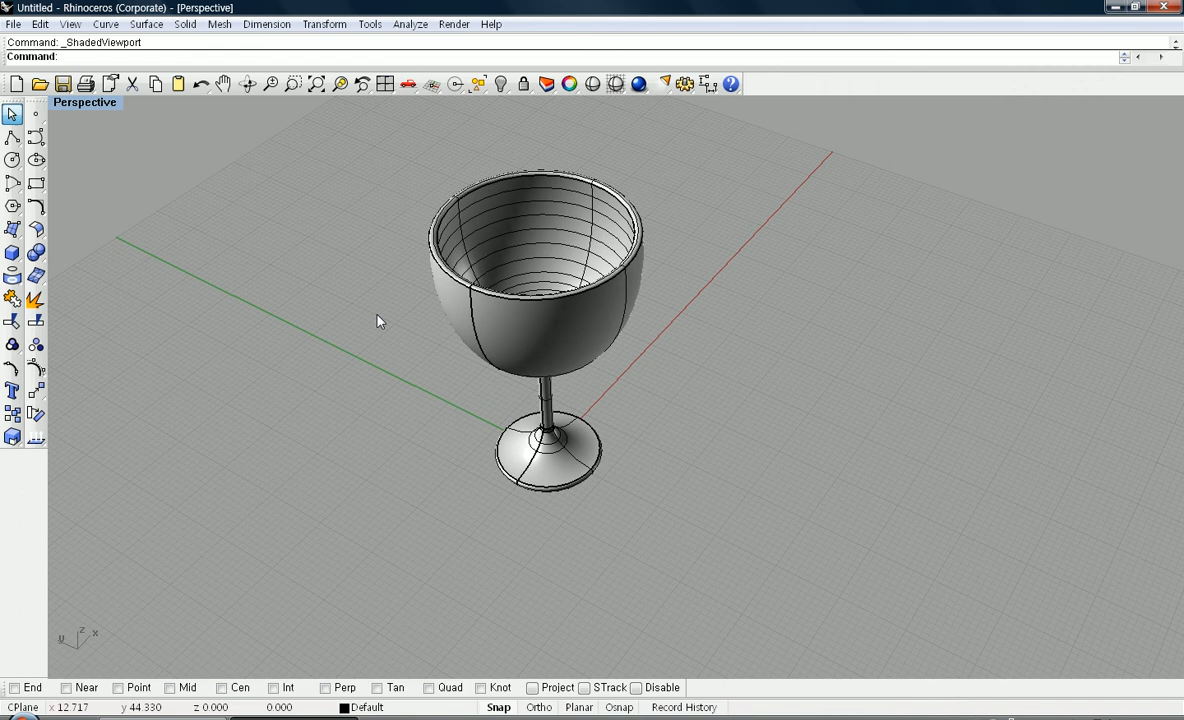 Untitled - Rhinoceros (Corporate) - [Perspective]
File Edit View Curve Surface Solid Mesh Dimension Transform Tools Analyze Render Help
Command: _ShadedViewport
Command:
Perspective
z
y x
End Near Point Mid Cen Int Perp Tan Quad Knot Project STrack Disable
CPlane x 12.717 y 44.330 z 0.000 0.000 Default Snap Ortho Planar Osnap Record History